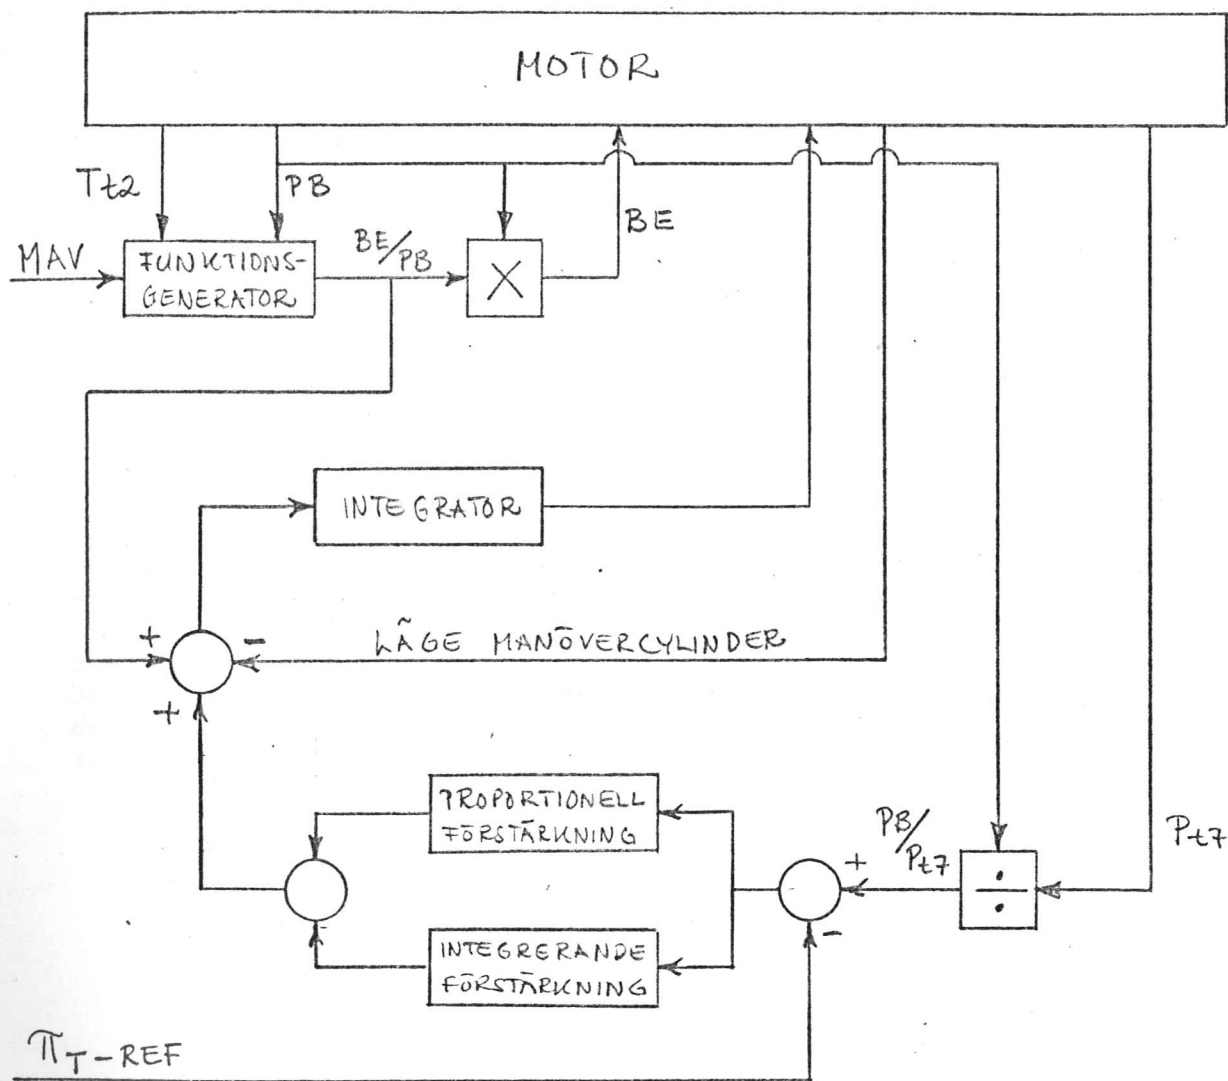 MOTOR
Tt2
PB
BE
MAV
FUNKTIONS-
GENERATOR
BE/PB
X
INTEGRATOR
+
-
LÄGE MANÖVERCYLINDER
+
PROPORTIONELL
FÖRSTÄRKNING
PB/Pt7
Pt7
+
÷
-
INTEGRERANDE
FÖRSTÄRKNING
πT-REF